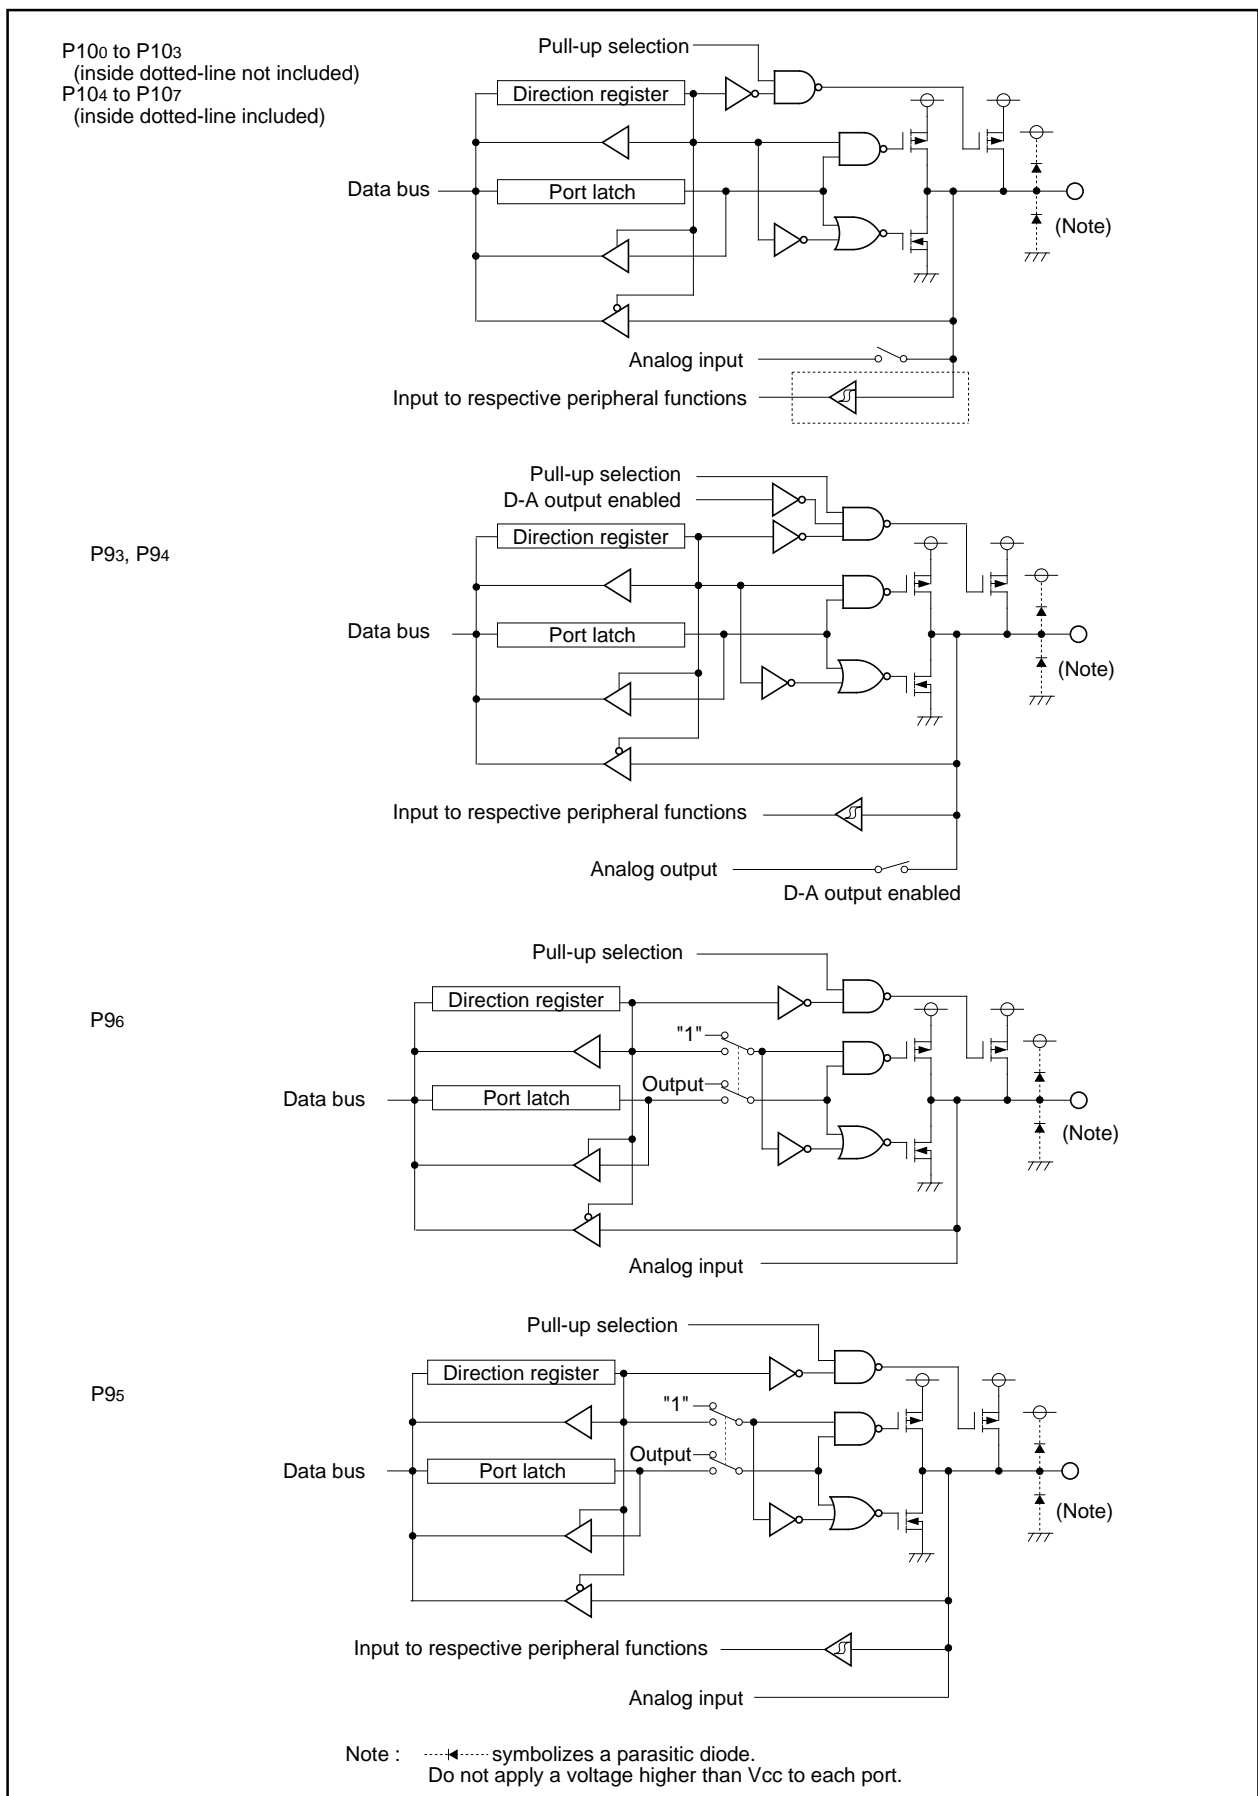 P100 to P103
(inside dotted-line not included)
P104 to P107
(inside dotted-line included)
Pull-up selection
Direction register
Data bus
Port latch
(Note)
Analog input
Input to respective peripheral functions
P93, P94
Pull-up selection
D-A output enabled
Direction register
Data bus
Port latch
(Note)
Input to respective peripheral functions
Analog output
D-A output enabled
P96
Pull-up selection
Direction register
"1"
Output
Data bus
Port latch
(Note)
Analog input
P95
Pull-up selection
Direction register
"1"
Output
Data bus
Port latch
(Note)
Input to respective peripheral functions
Analog input
Note : symbolizes a parasitic diode.
Do not apply a voltage higher than Vcc to each port.